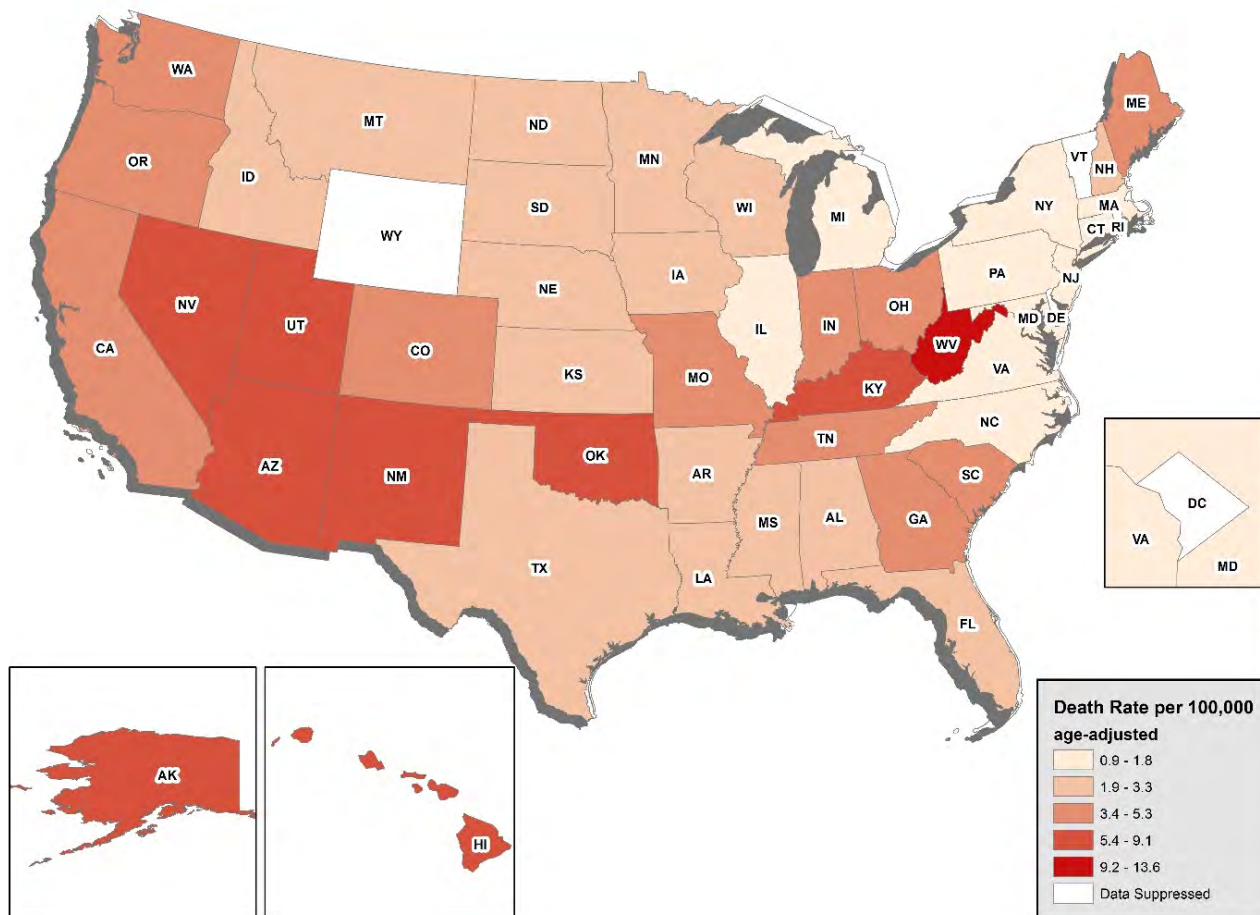 WA
ME
MT
ND
VT
MN
OR
NH
ID
WI
NY
MA
SD
MI
CT
RI
WY
PA
IA
NJ
NE
OH
NV
MD
DE
UT
IL
IN
WV
CA
CO
VA
KS
MO
KY
NC
TN
OK
AZ
NM
AR
SC
MS
AL
GA
TX
LA
FL
DC
VA
MD
AK
HI
Death Rate per 100,000
age-adjusted
0.9 - 1.8
1.9 - 3.3
3.4 - 5.3
5.4 - 9.1
9.2 - 13.6
Data Suppressed